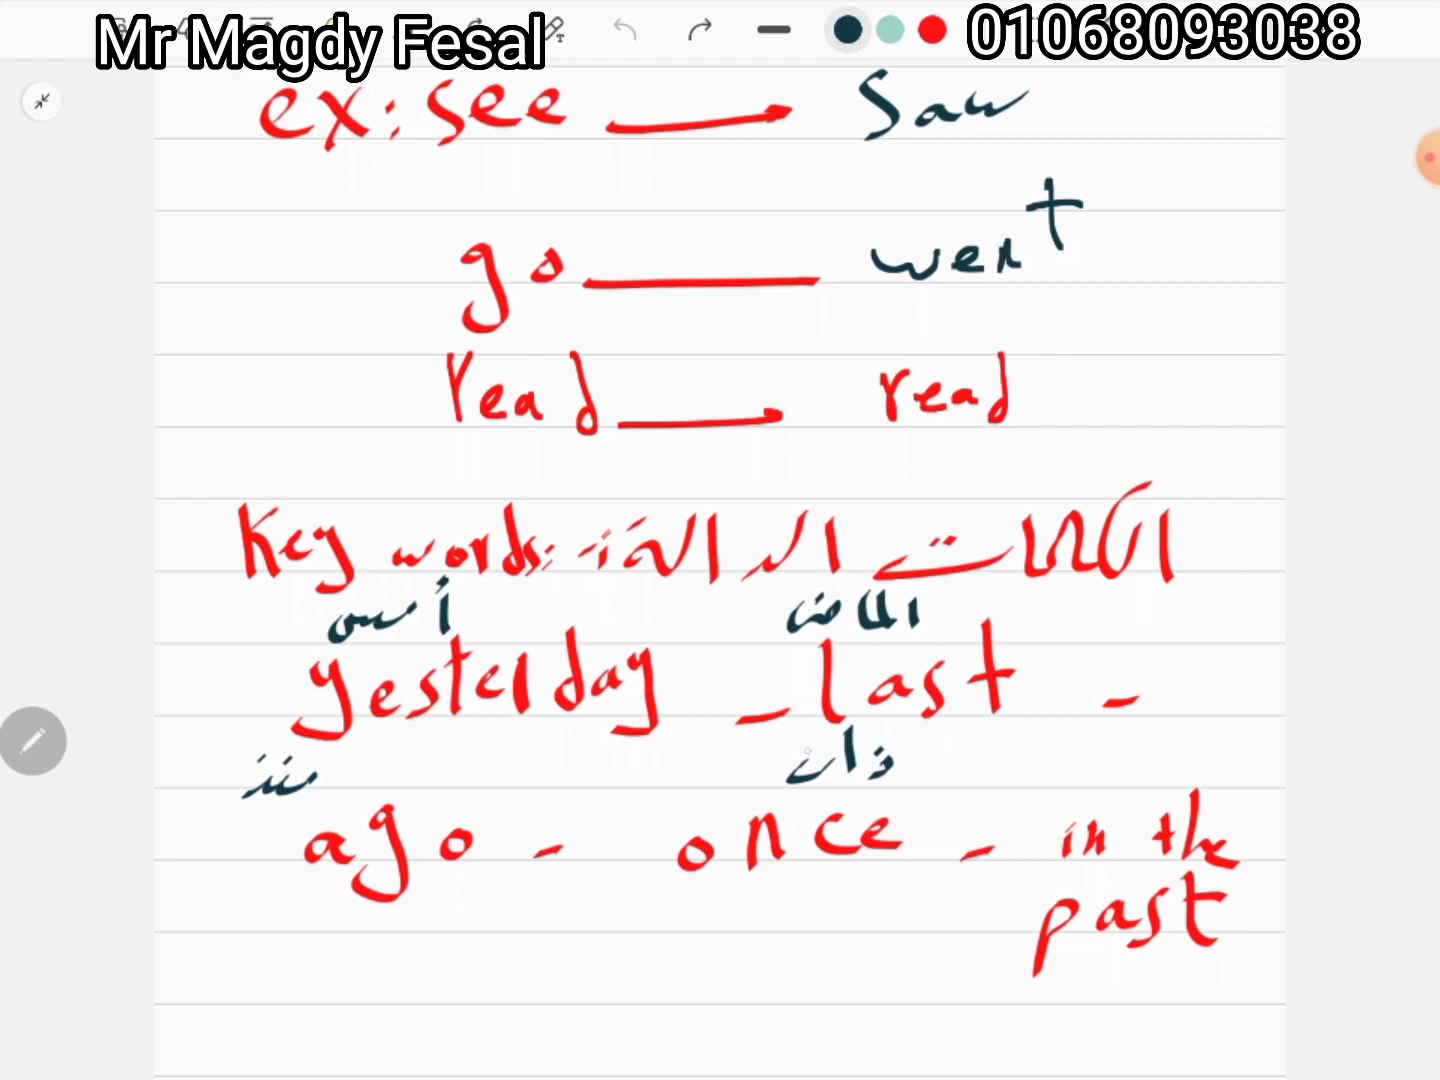 Mr Magdy Fesal 01068093038
ex: see saw
go went
read read
Key words: الكلمات الدالة:-
أمس الماضى
yesterday - last -
منذ ذات
ago - once - in the
past